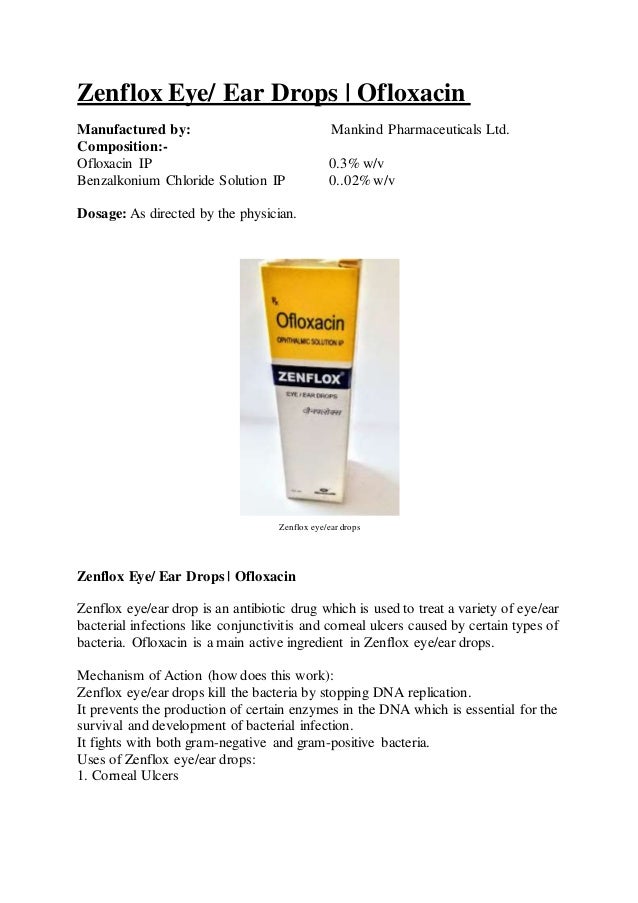 Zenflox Eye/ Ear Drops | Ofloxacin
Manufactured by: Mankind Pharmaceuticals Ltd.
Composition:-
Ofloxacin IP 0.3% w/v
Benzalkonium Chloride Solution IP 0..02% w/v
Dosage: As directed by the physician.
Rx
Ofloxacin
OPHTHALMIC SOLUTION IP
ZENFLOX®
EYE / EAR DROPS
Zenflox eye/ear drops
Zenflox Eye/ Ear Drops | Ofloxacin
Zenflox eye/ear drop is an antibiotic drug which is used to treat a variety of eye/ear
bacterial infections like conjunctivitis and corneal ulcers caused by certain types of
bacteria. Ofloxacin is a main active ingredient in Zenflox eye/ear drops.
Mechanism of Action (how does this work):
Zenflox eye/ear drops kill the bacteria by stopping DNA replication.
It prevents the production of certain enzymes in the DNA which is essential for the
survival and development of bacterial infection.
It fights with both gram-negative and gram-positive bacteria.
Uses of Zenflox eye/ear drops:
1. Corneal Ulcers